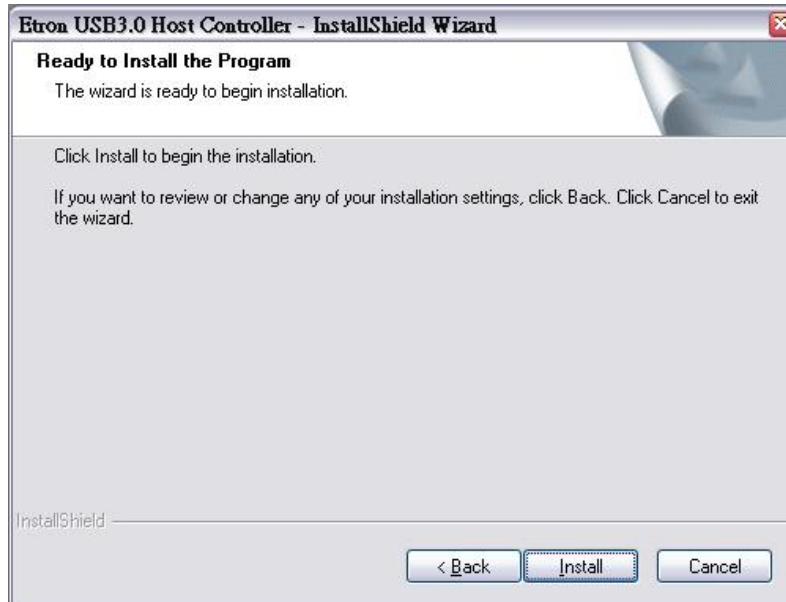 Etron USB3.0 Host Controller - InstallShield Wizard
Ready to Install the Program
The wizard is ready to begin installation.
Click Install to begin the installation.
If you want to review or change any of your installation settings, click Back. Click Cancel to exit
the wizard.
InstallShield
< Back Install Cancel